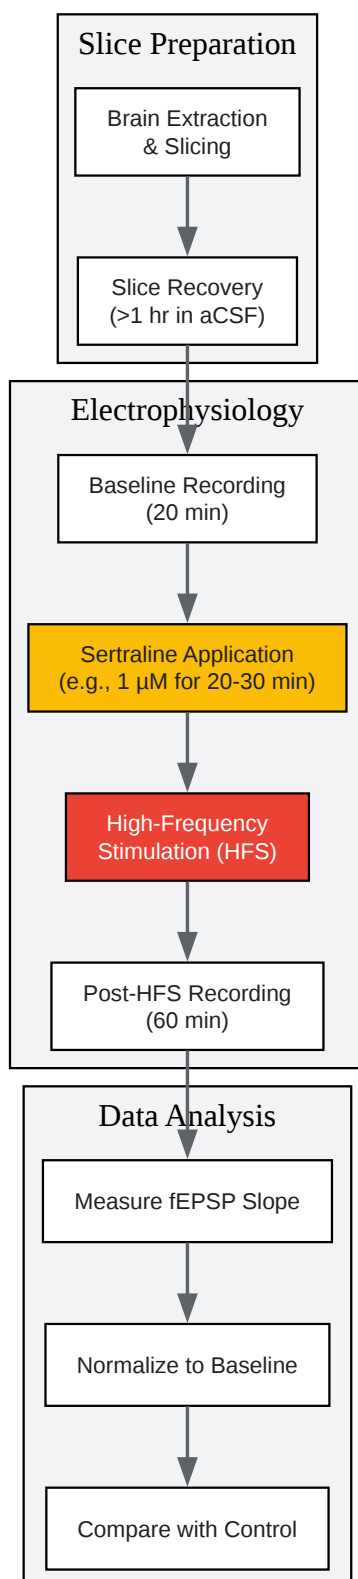 Slice Preparation
Brain Extraction
& Slicing
Slice Recovery
(>1 hr in aCSF)
Electrophysiology
Baseline Recording
(20 min)
Sertraline Application
(e.g., 1 µM for 20-30 min)
High-Frequency
Stimulation (HFS)
Post-HFS Recording
(60 min)
Data Analysis
Measure fEPSP Slope
Normalize to Baseline
Compare with Control